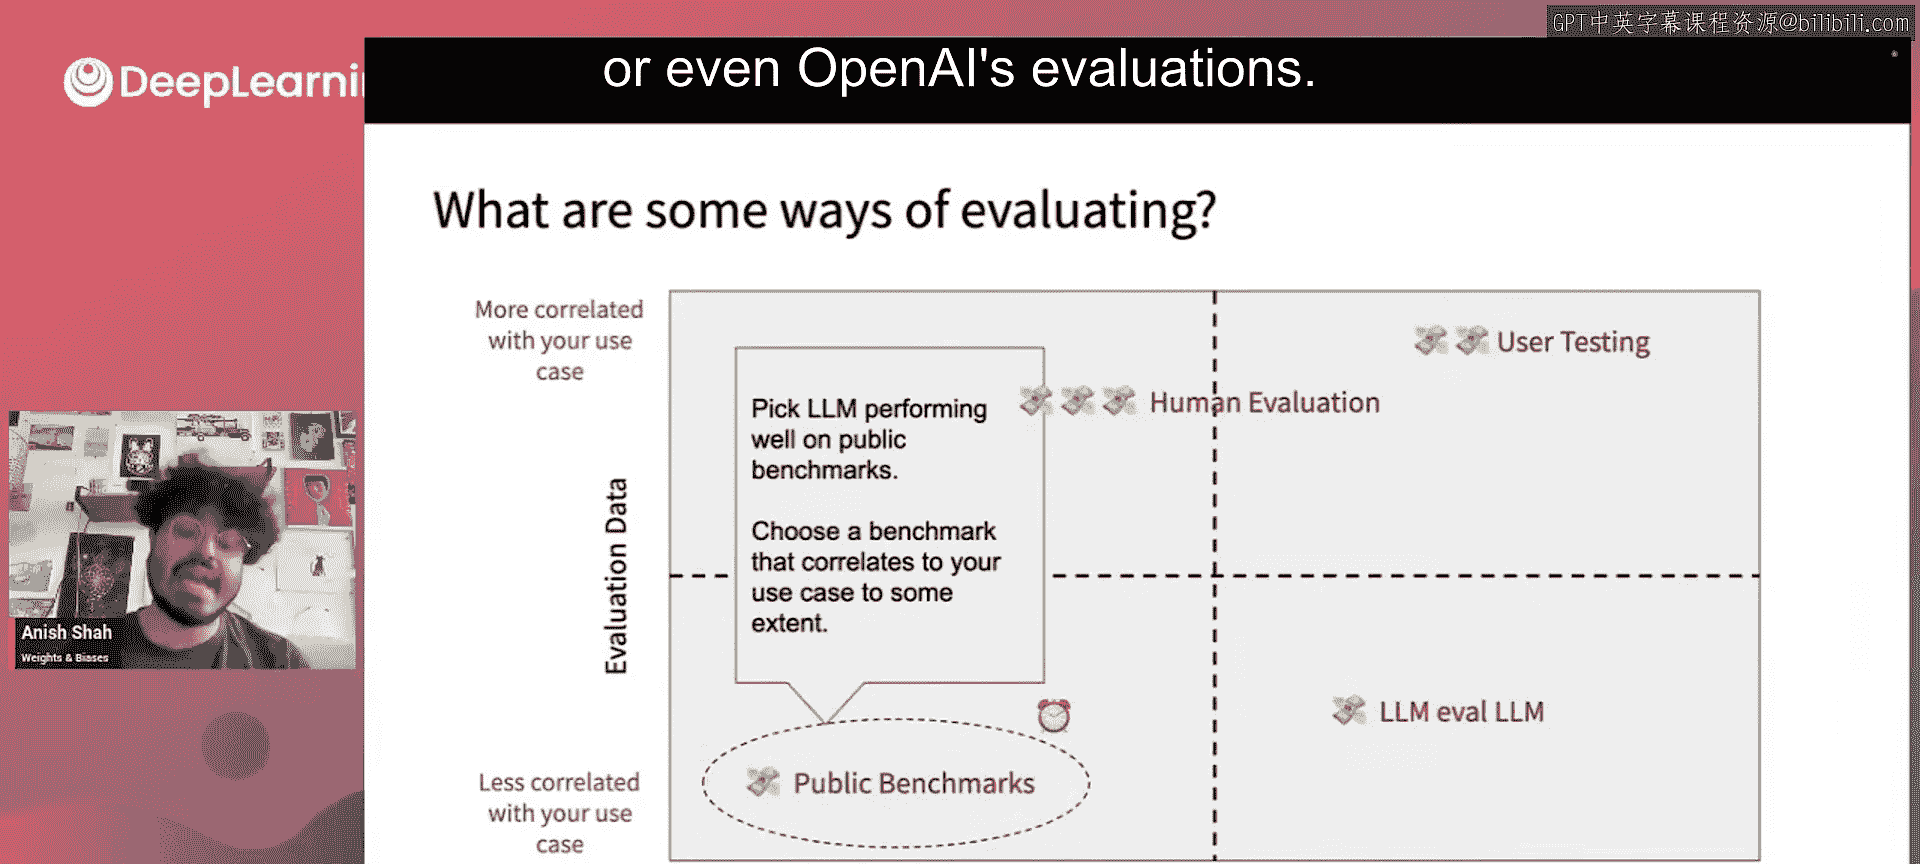 GPT中英字幕课程资源@bilibili.com
DeepLearni
or even OpenAI's evaluations.
What are some ways of evaluating?
More correlated
with your use
case
User Testing
Human Evaluation
Pick LLM performing
well on public
benchmarks.
Choose a benchmark
that correlates to your
use case to some
extent.
Evaluation Data
Anish Shah
Weights & Biases
LLM eval LLM
Public Benchmarks
Less correlated
with your use
case